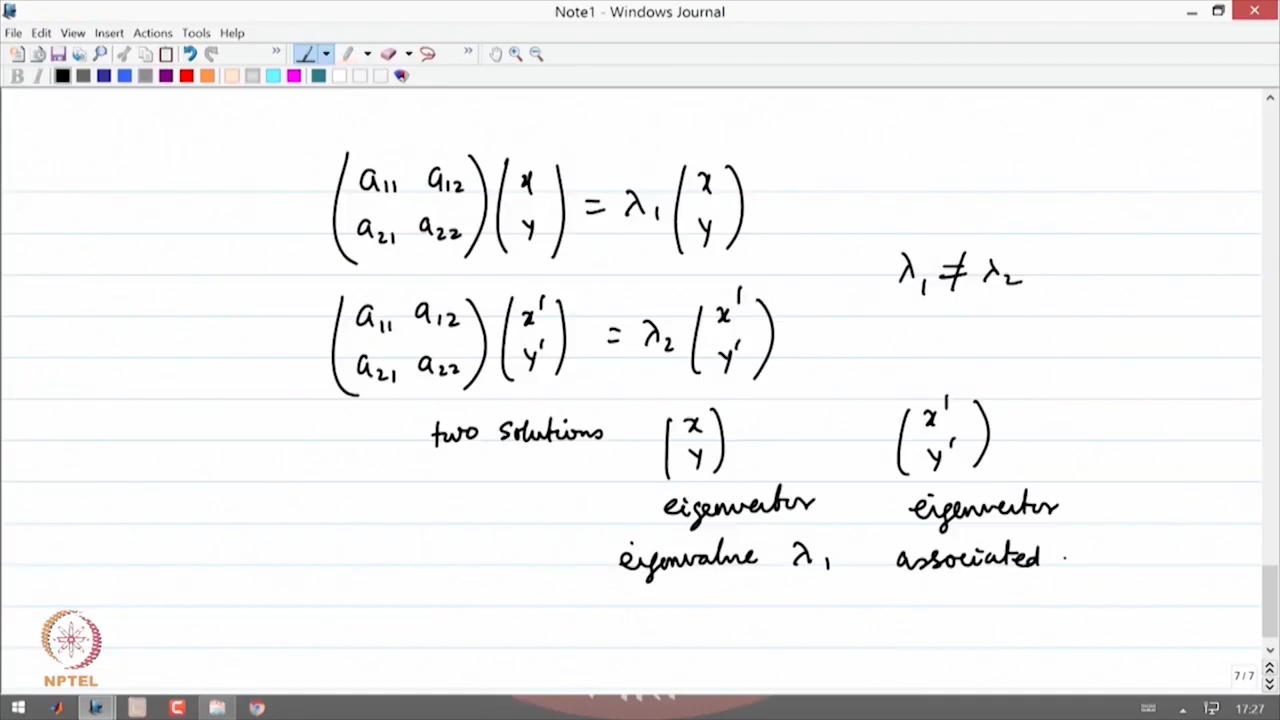 Note1 - Windows Journal
File Edit View Insert Actions Tools Help
B I
( a11 a12 ) ( x ) = λ1 ( x )
( a21 a22 ) ( y ) ( y )
λ1 ≠ λ2
( a11 a12 ) ( x' ) = λ2 ( x' )
( a21 a22 ) ( y' ) ( y' )
two solutions ( x ) ( x' )
( y ) ( y' )
eigenvector eigenvector
eigenvalue λ1 associated
NPTEL
7 / 7
17:27